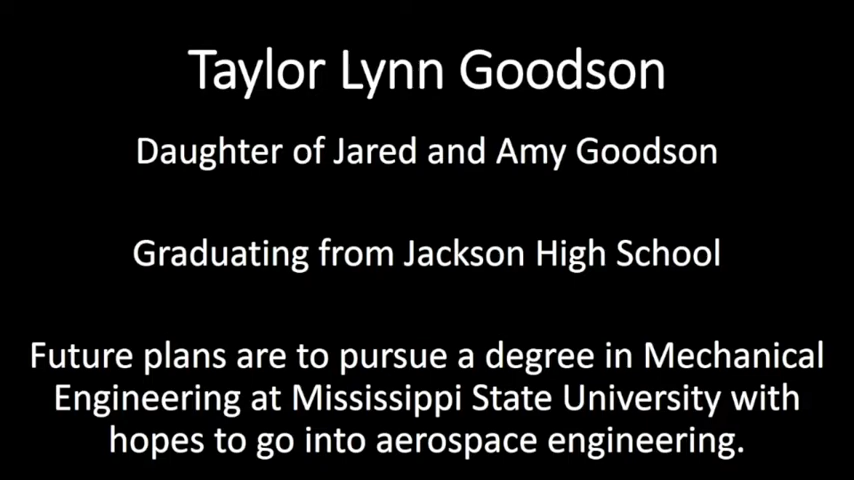 Taylor Lynn Goodson
Daughter of Jared and Amy Goodson
Graduating from Jackson High School
Future plans are to pursue a degree in Mechanical
Engineering at Mississippi State University with
hopes to go into aerospace engineering.